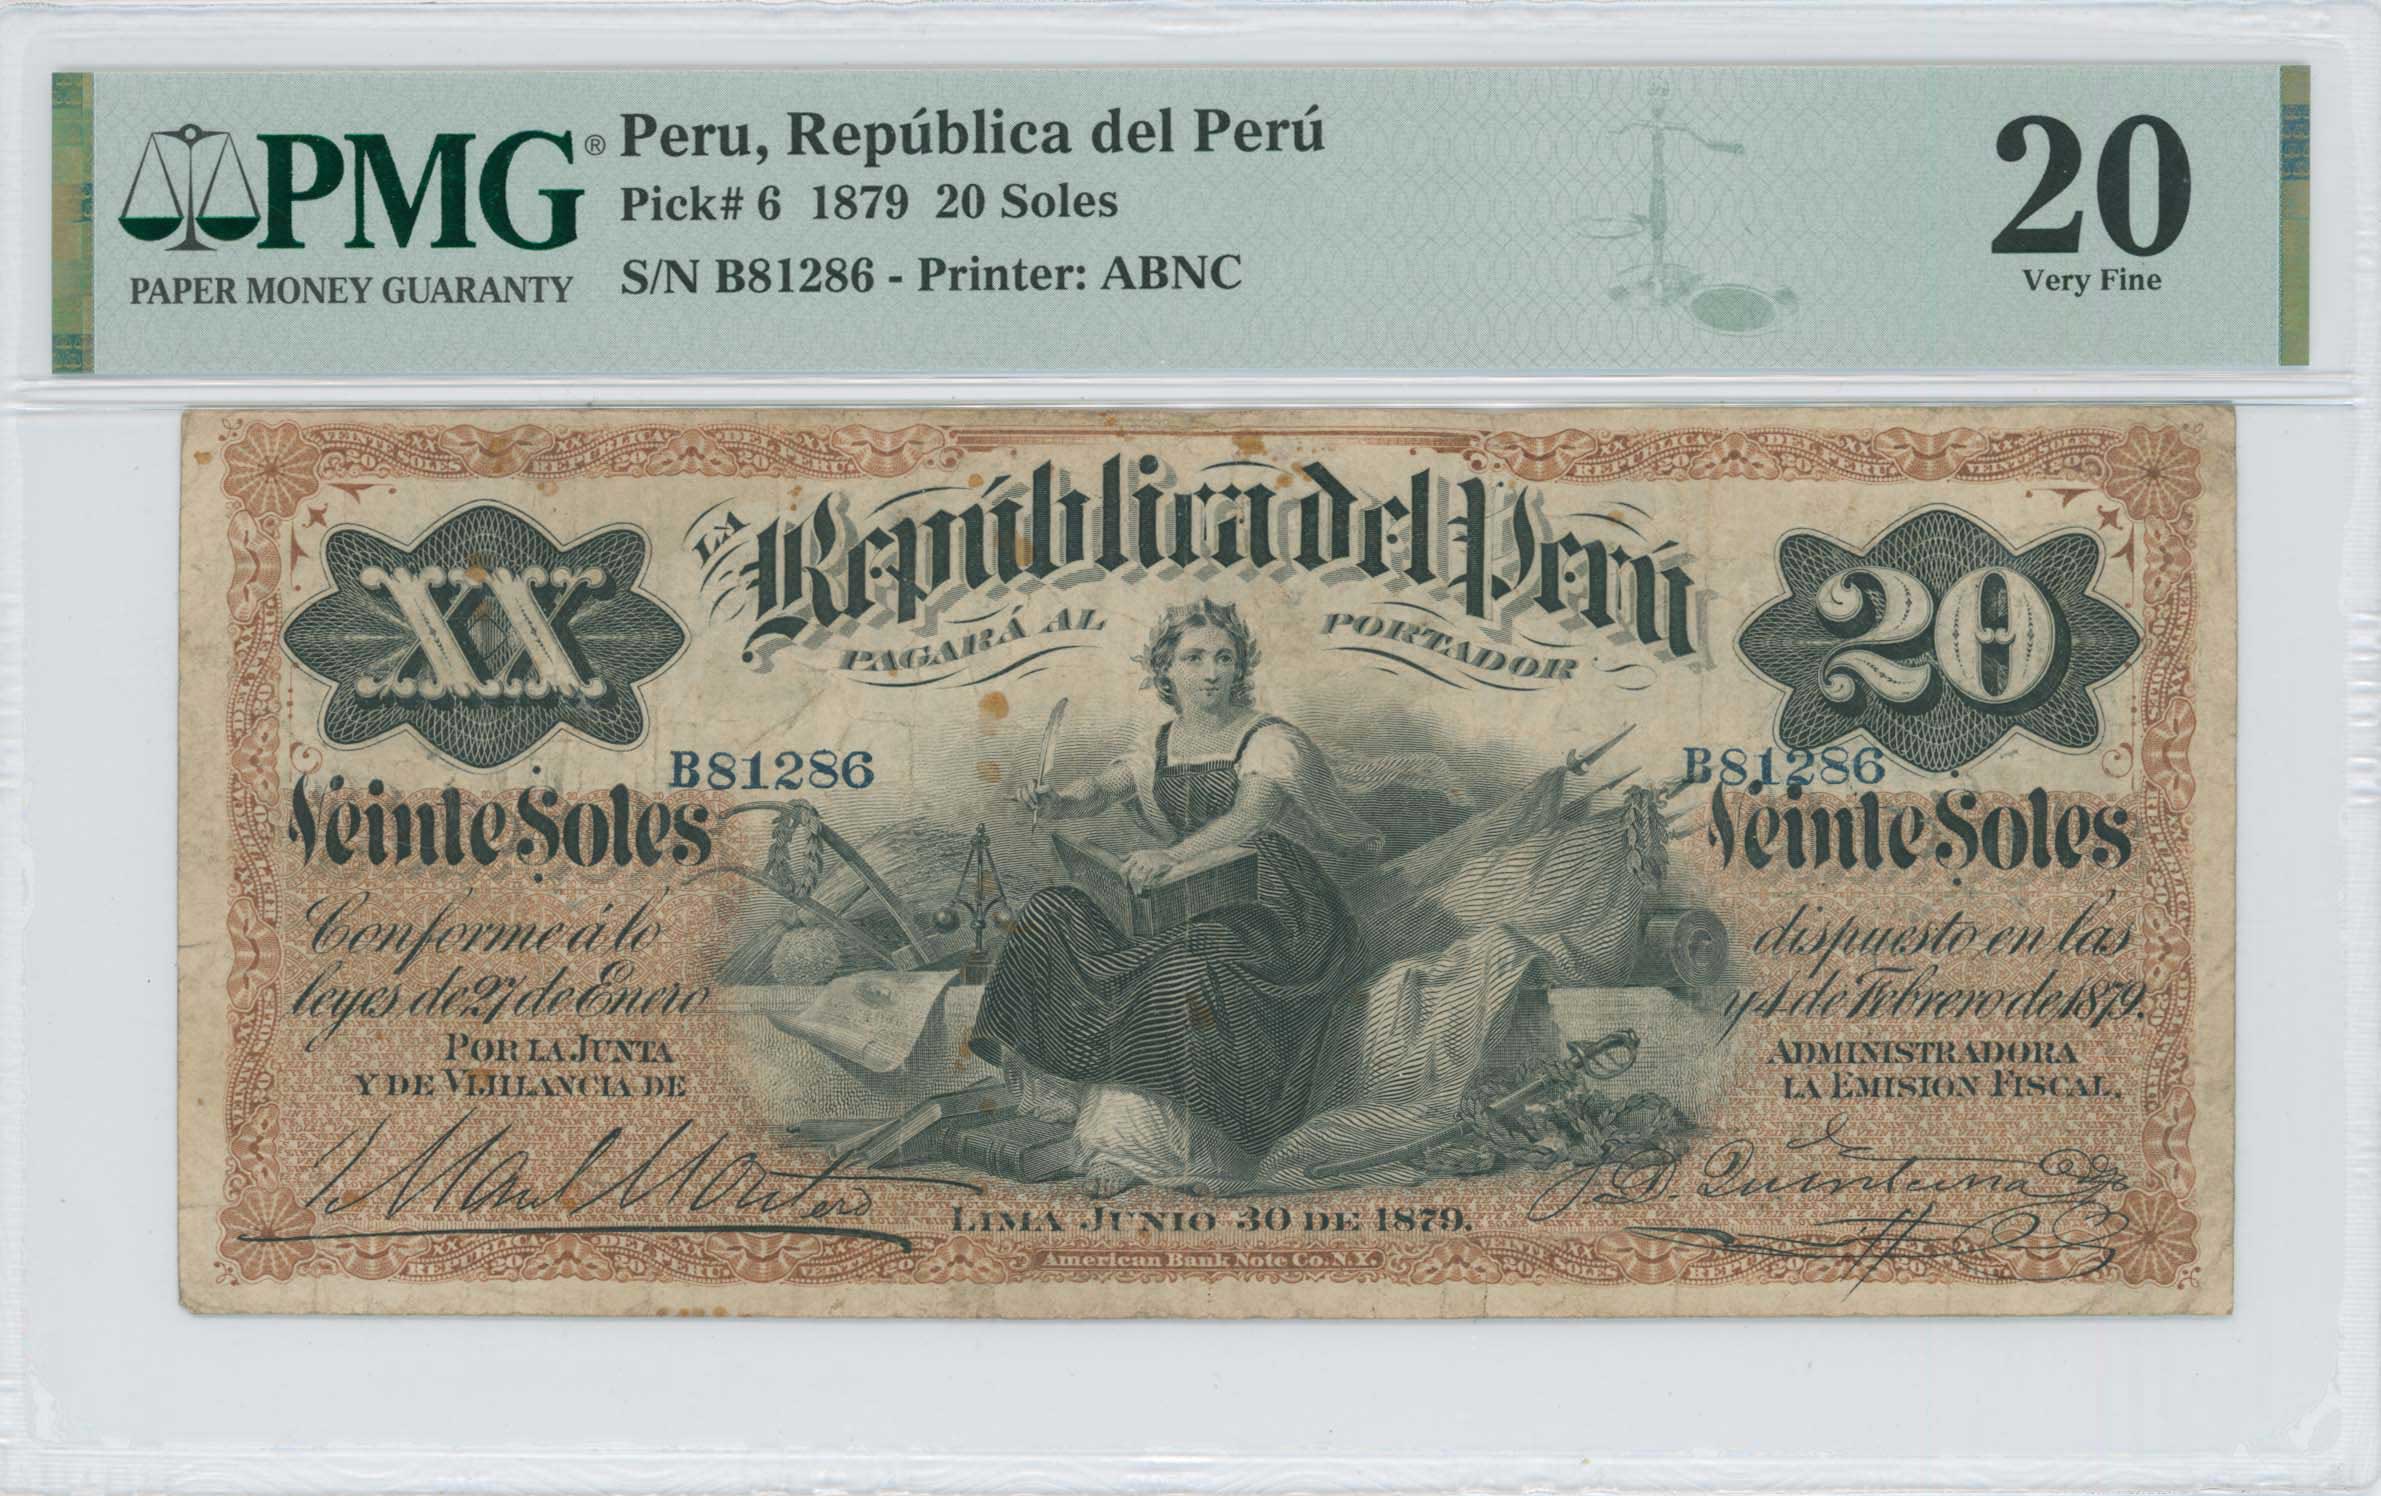 PMG®
PAPER MONEY GUARANTY
Peru, República del Perú
Pick# 6 1879 20 Soles
S/N B81286 - Printer: ABNC
20
Very Fine
LA República del Perú
PAGARÁ AL PORTADOR
XX
20
B81286
B81286
Veinte Soles
Veinte Soles
Conforme á lo dispuesto en las
leyes de 27 de Enero y 4 de Febrero de 1879.
POR LA JUNTA ADMINISTRADORA
Y DE VIJILANCIA DE LA EMISION FISCAL,
LIMA JUNIO 30 DE 1879.
American Bank Note Co. N.Y.